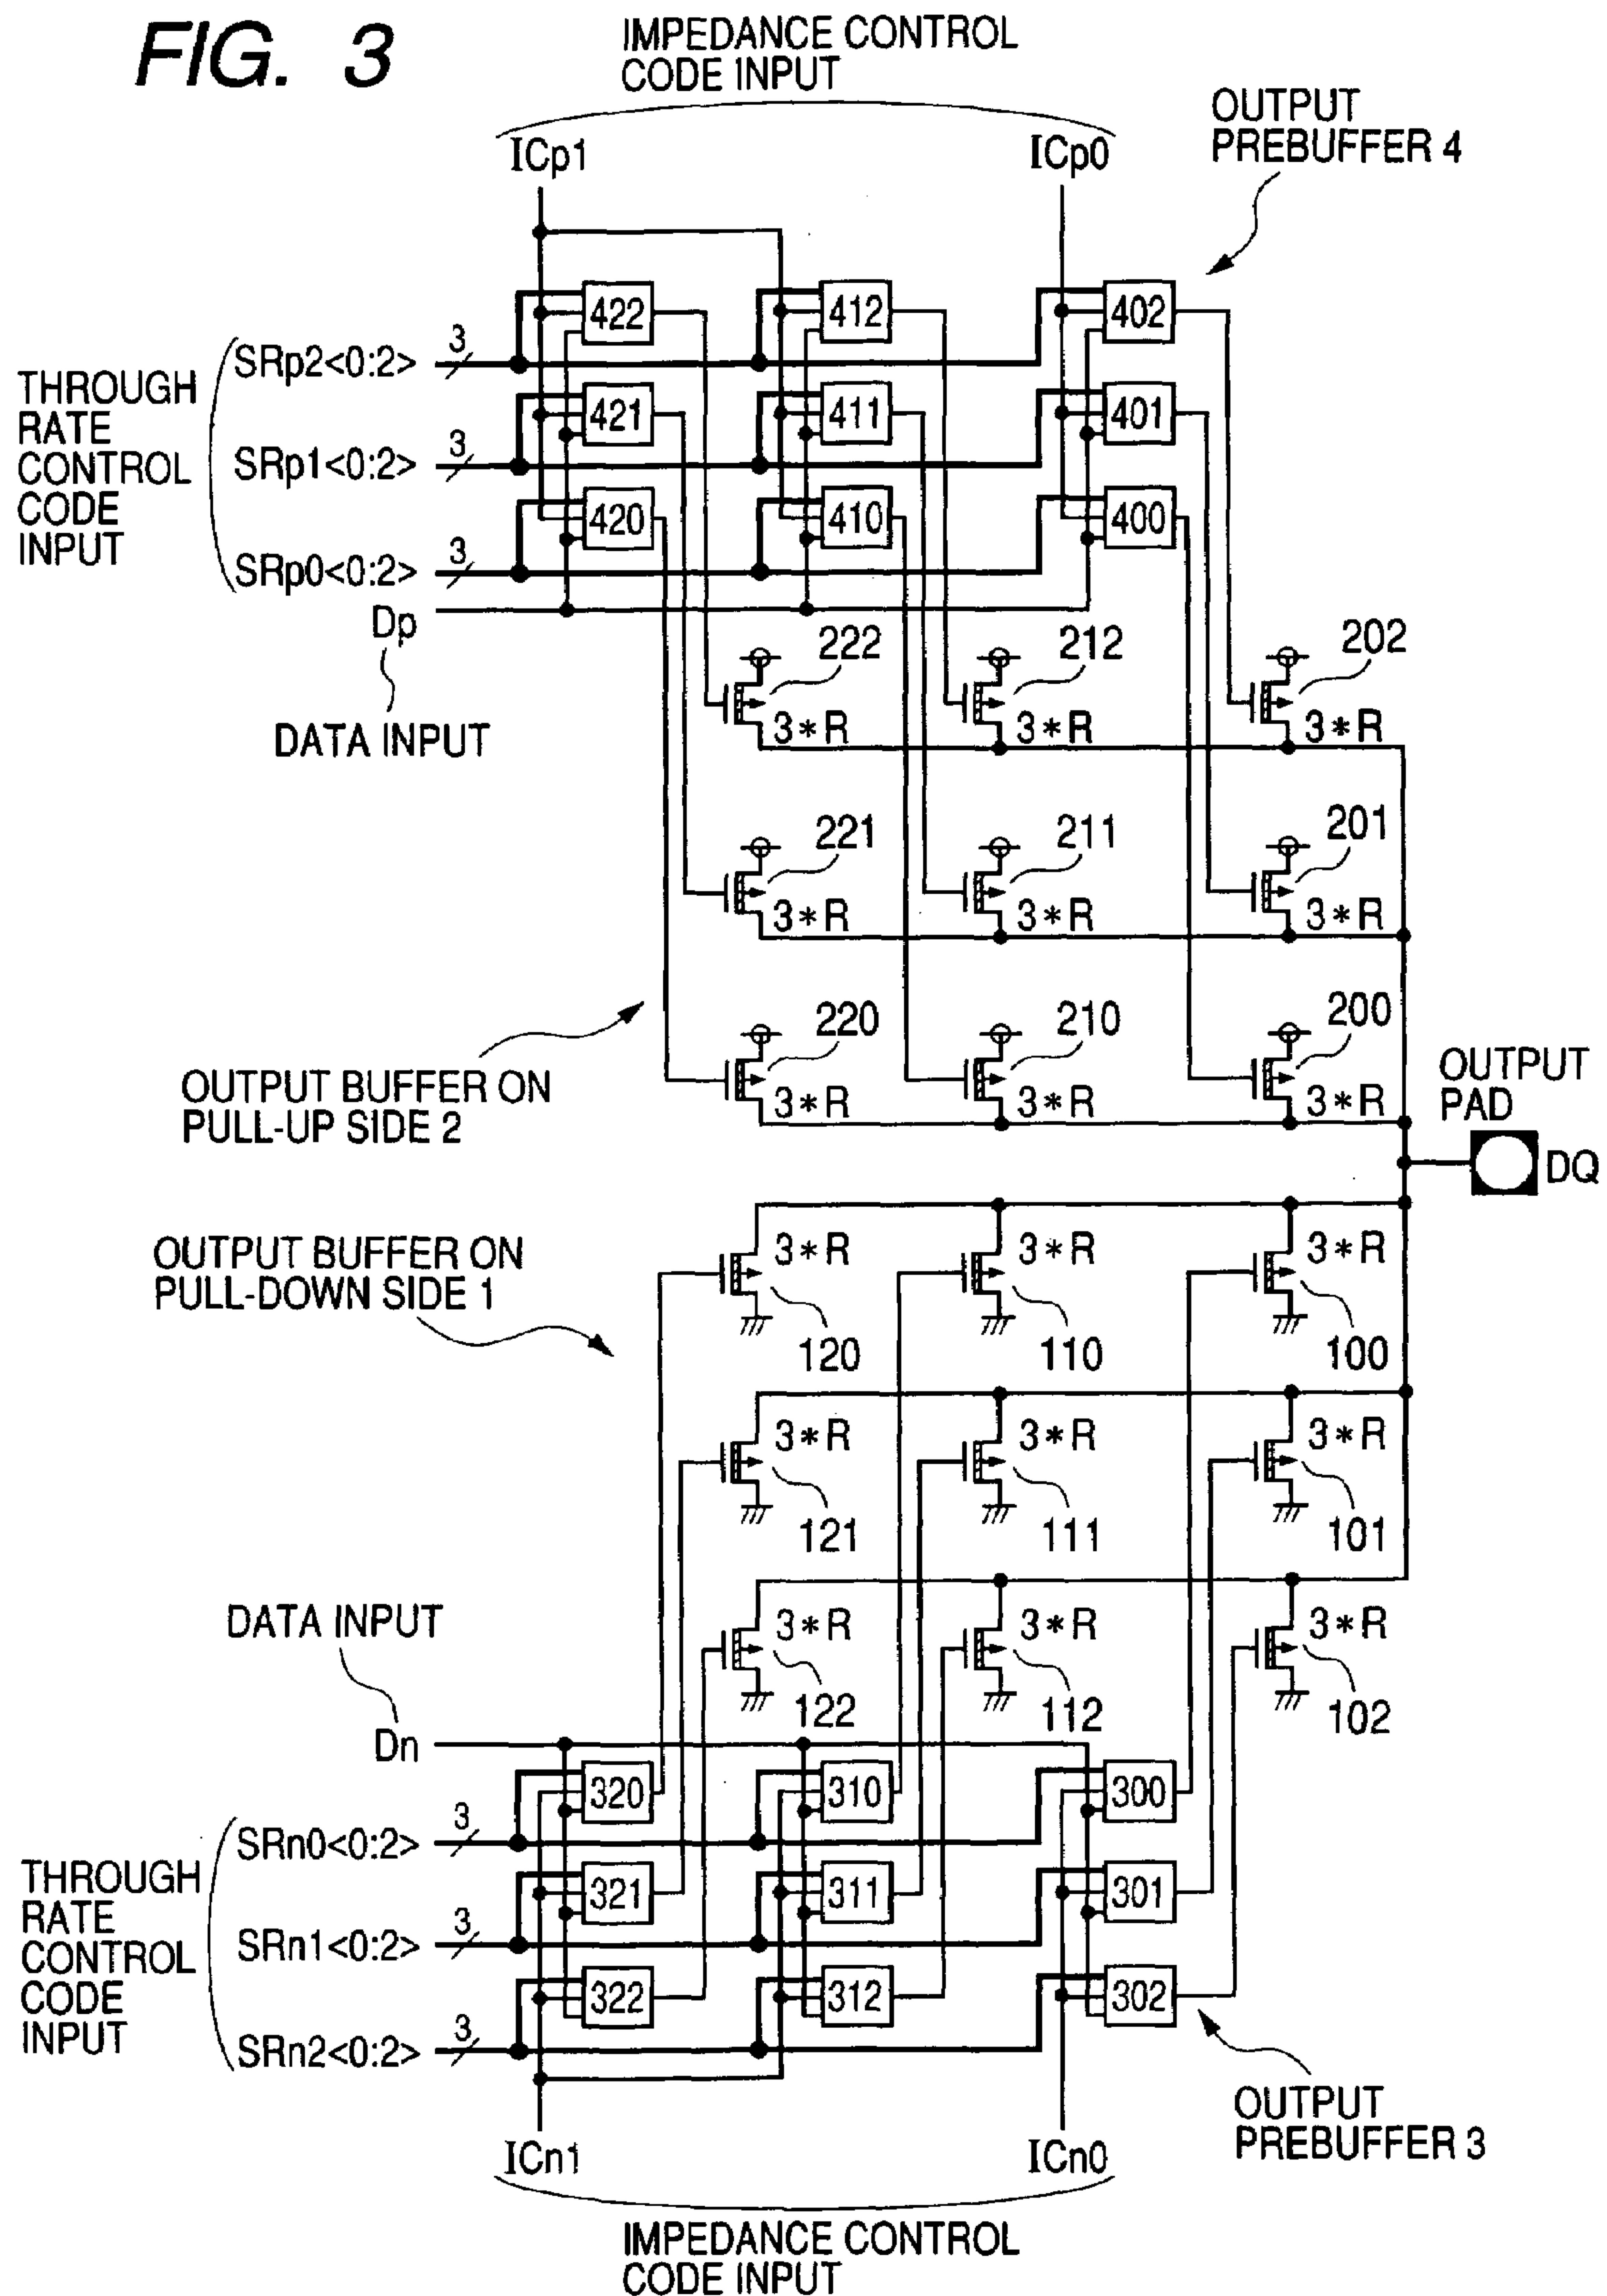 FIG. 3
IMPEDANCE CONTROL
CODE INPUT
OUTPUT
PREBUFFER 4
ICp1
ICp0
422
412
402
THROUGH
RATE
CONTROL
CODE
INPUT
SRp2<0:2>
3
421
411
401
SRp1<0:2>
3
420
410
400
SRp0<0:2>
3
Dp
DATA INPUT
222
212
202
3*R
3*R
3*R
221
211
201
3*R
3*R
3*R
220
210
200
3*R
3*R
3*R
OUTPUT BUFFER ON
PULL-UP SIDE 2
OUTPUT
PAD
DQ
OUTPUT BUFFER ON
PULL-DOWN SIDE 1
3*R
3*R
3*R
120
110
100
3*R
3*R
3*R
121
111
101
3*R
3*R
3*R
122
112
102
DATA INPUT
Dn
320
310
300
THROUGH
RATE
CONTROL
CODE
INPUT
SRn0<0:2>
3
321
311
301
SRn1<0:2>
3
322
312
302
SRn2<0:2>
3
OUTPUT
PREBUFFER 3
ICn1
ICn0
IMPEDANCE CONTROL
CODE INPUT